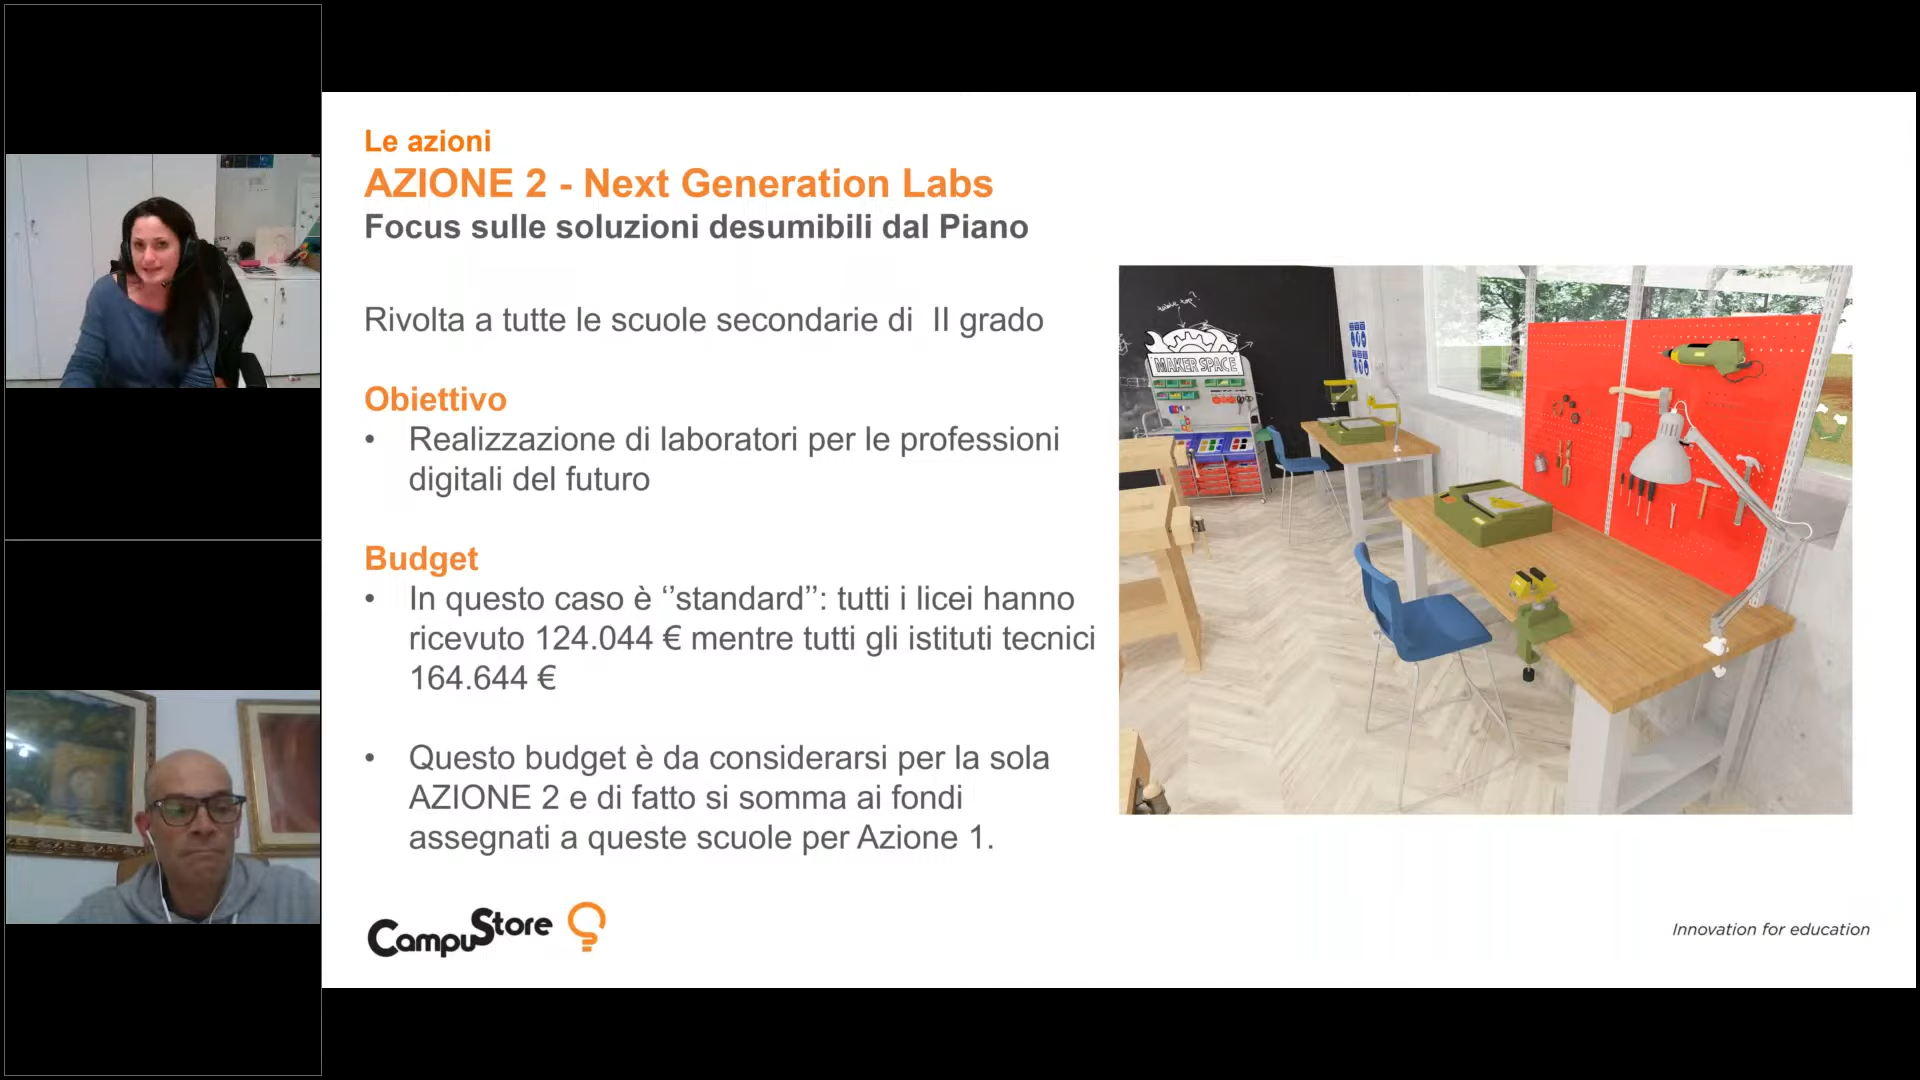 Le azioni
AZIONE 2 - Next Generation Labs
Focus sulle soluzioni desumibili dal Piano
Rivolta a tutte le scuole secondarie di  II grado
Obiettivo
• Realizzazione di laboratori per le professioni
digitali del futuro
Budget
• In questo caso è ‘’standard’’: tutti i licei hanno
ricevuto 124.044 € mentre tutti gli istituti tecnici
164.644 €
• Questo budget è da considerarsi per la sola
AZIONE 2 e di fatto si somma ai fondi
assegnati a queste scuole per Azione 1.
MAKER SPACE
CampuStore
Innovation for education